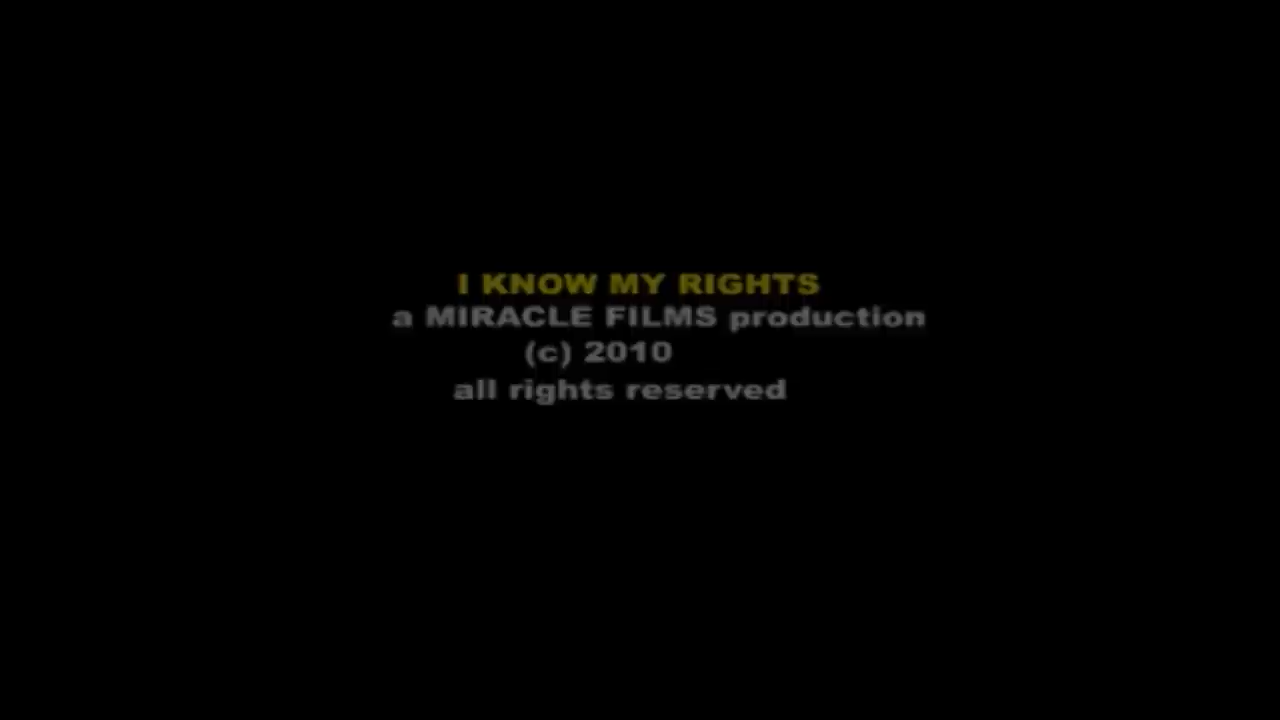 I KNOW MY RIGHTS
a MIRACLE FILMS production
(c) 2010
all rights reserved